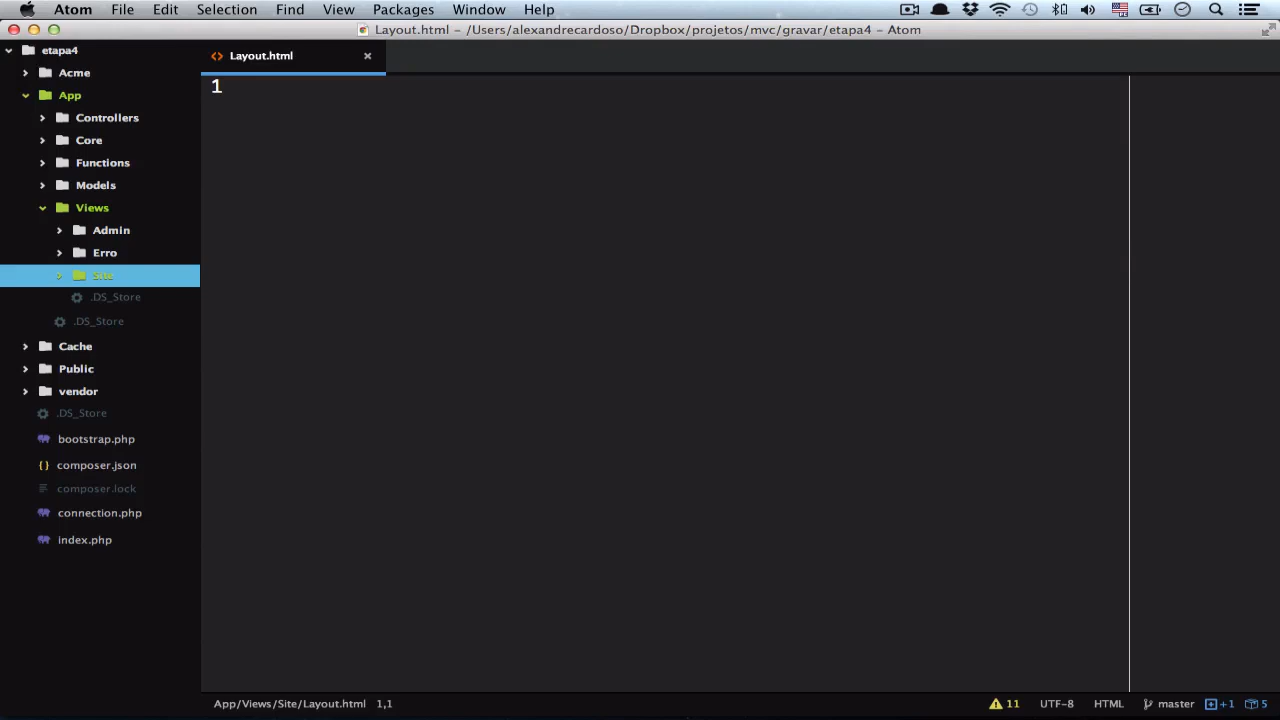 Atom File Edit Selection Find View Packages Window Help
Layout.html - /Users/alexandrecardoso/Dropbox/projetos/mvc/gravar/etapa4 - Atom
etapa4
Layout.html
Acme
1
App
Controllers
Core
Functions
Models
Views
Admin
Erro
Site
.DS_Store
.DS_Store
Cache
Public
vendor
.DS_Store
bootstrap.php
composer.json
composer.lock
connection.php
index.php
App/Views/Site/Layout.html 1,1 11 UTF-8 HTML master +1 5